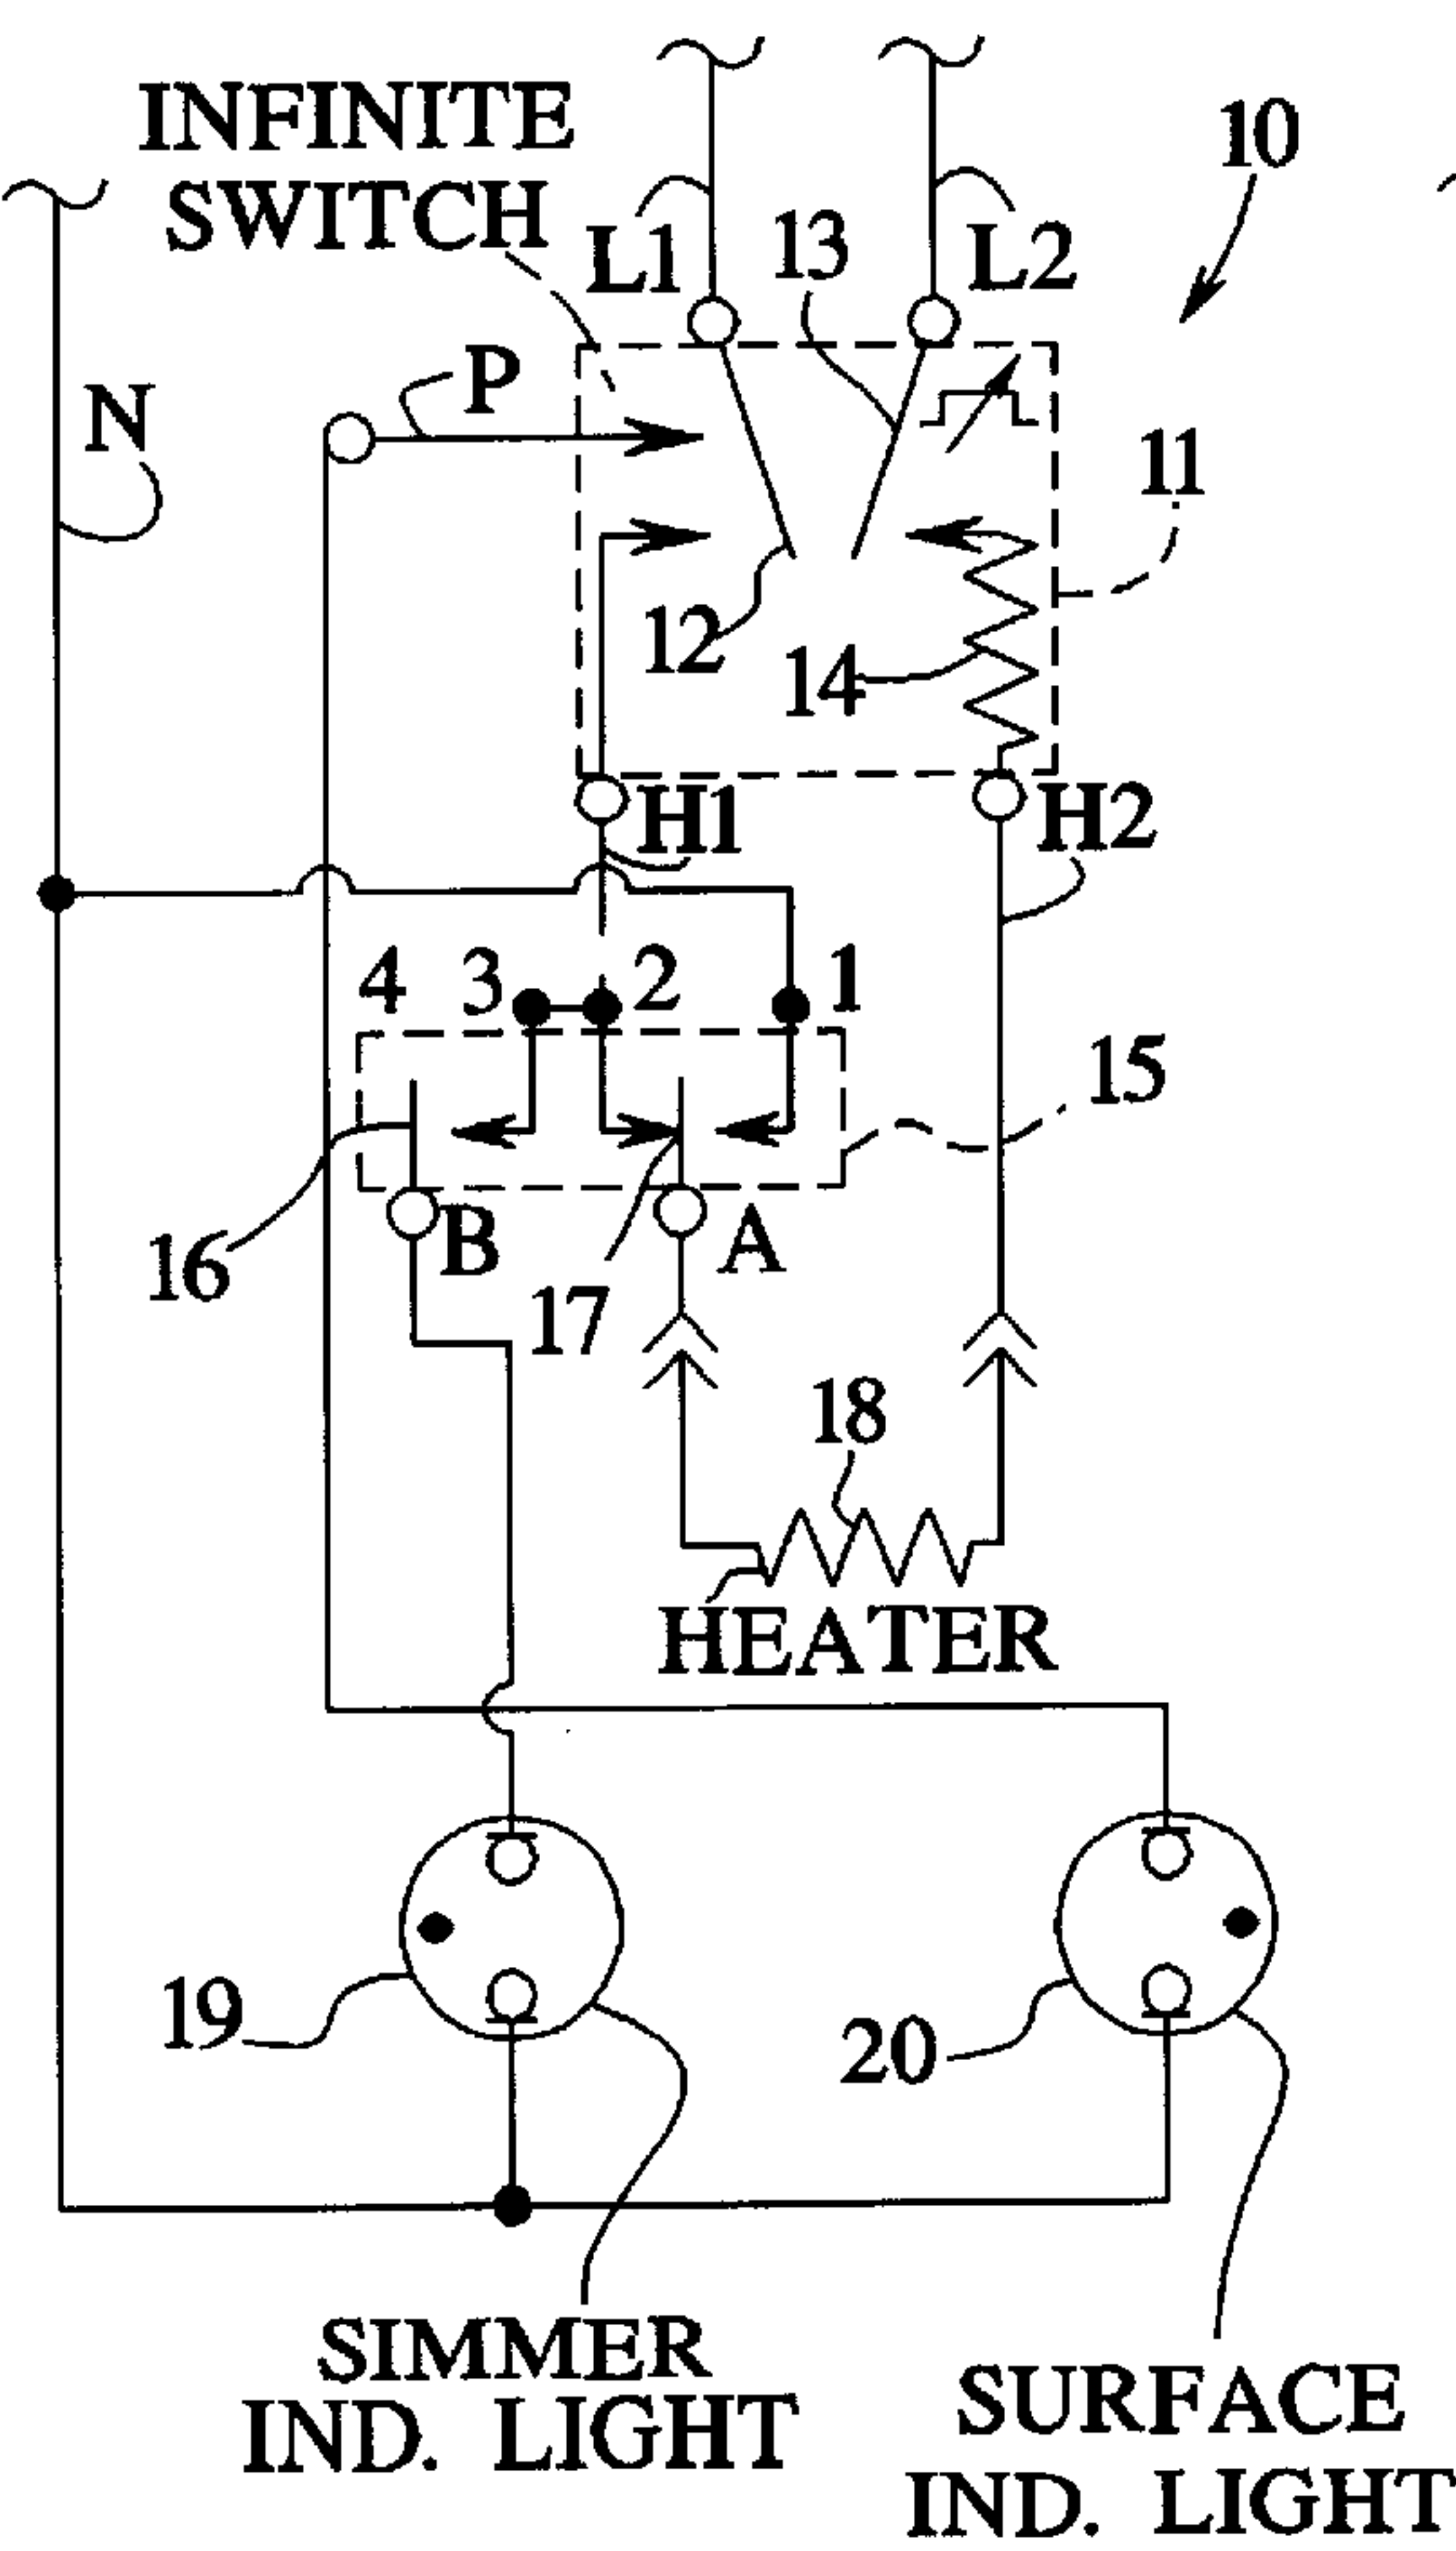 INFINITE
SWITCH
10
L1
13
L2
P
N
11
12
14
H1
H2
4
3
2
1
15
16
B
17
A
18
HEATER
19
20
SIMMER
IND. LIGHT
SURFACE
IND. LIGHT